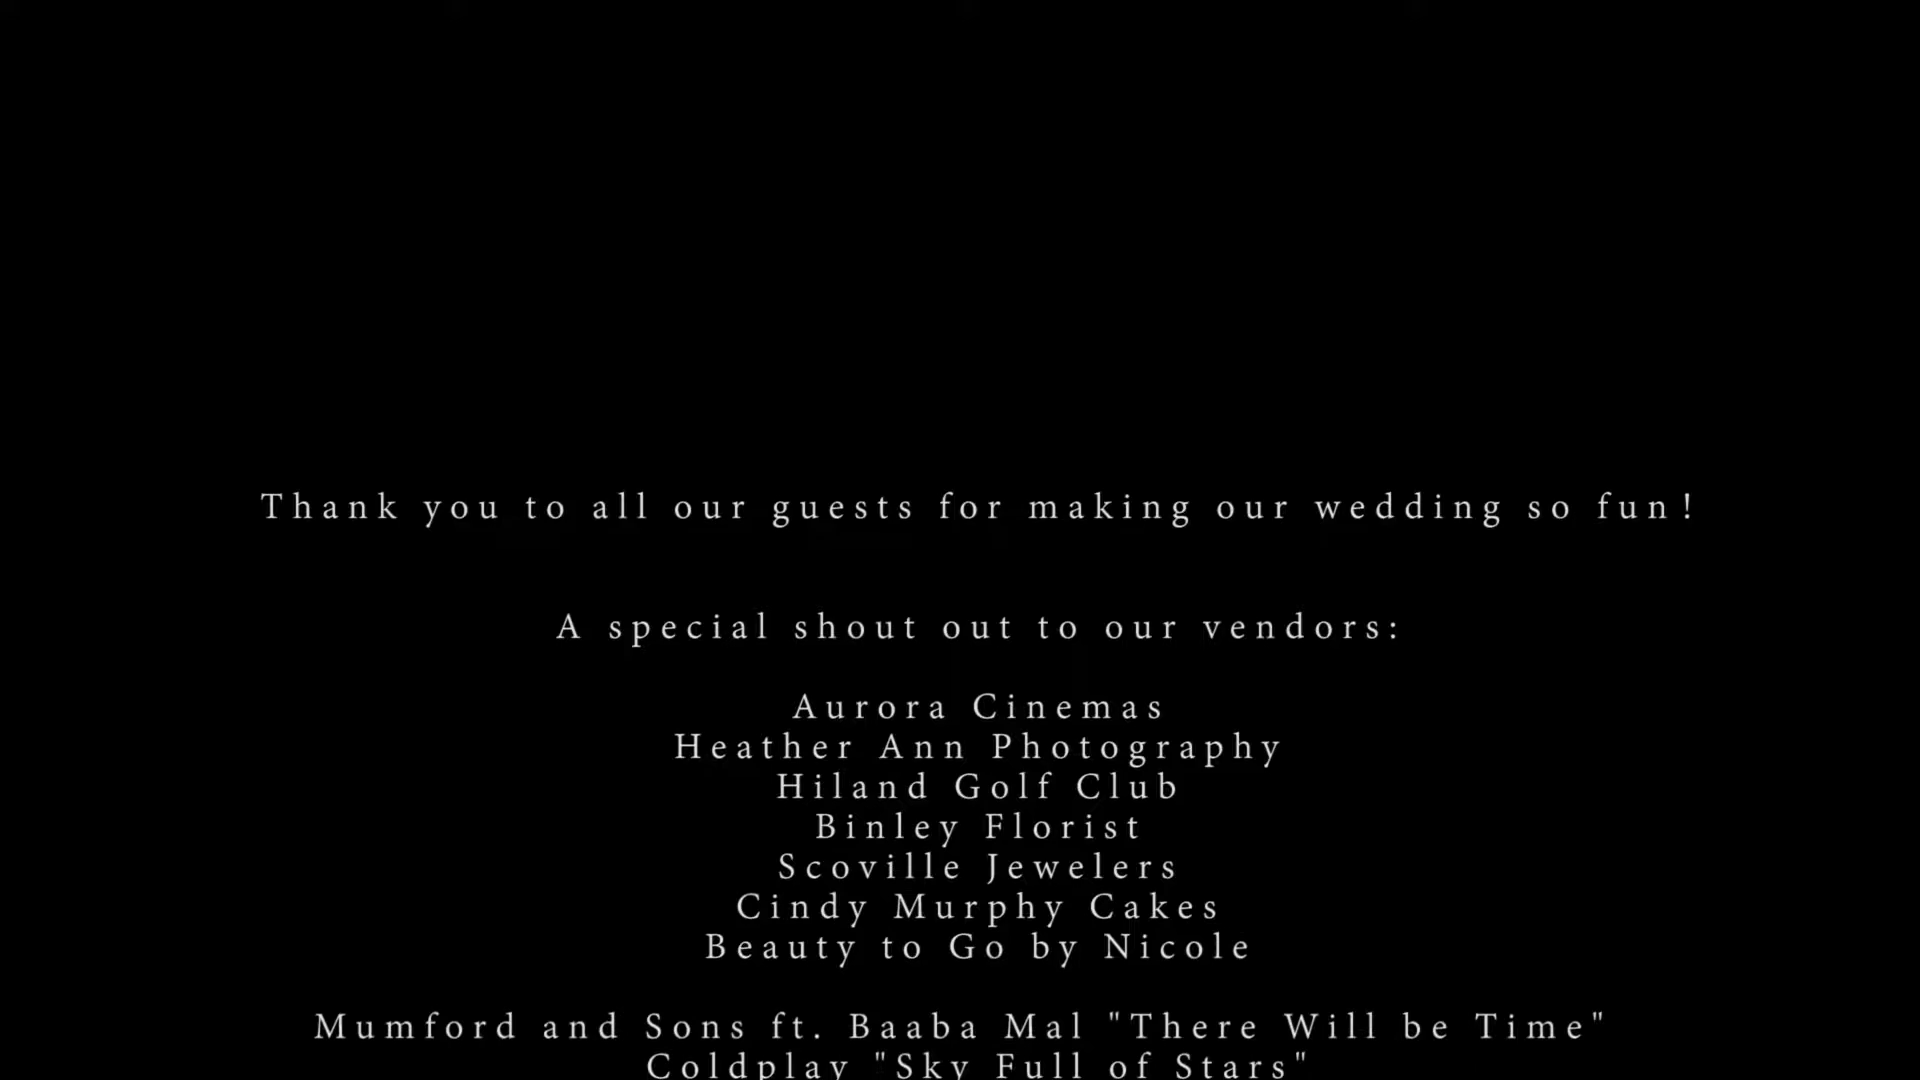 Thank you to all our guests for making our wedding so fun!
A special shout out to our vendors:
Aurora Cinemas
Heather Ann Photography
Hiland Golf Club
Binley Florist
Scoville Jewelers
Cindy Murphy Cakes
Beauty to Go by Nicole
Mumford and Sons ft. Baaba Mal "There Will be Time"
Coldplay "Sky Full of Stars"